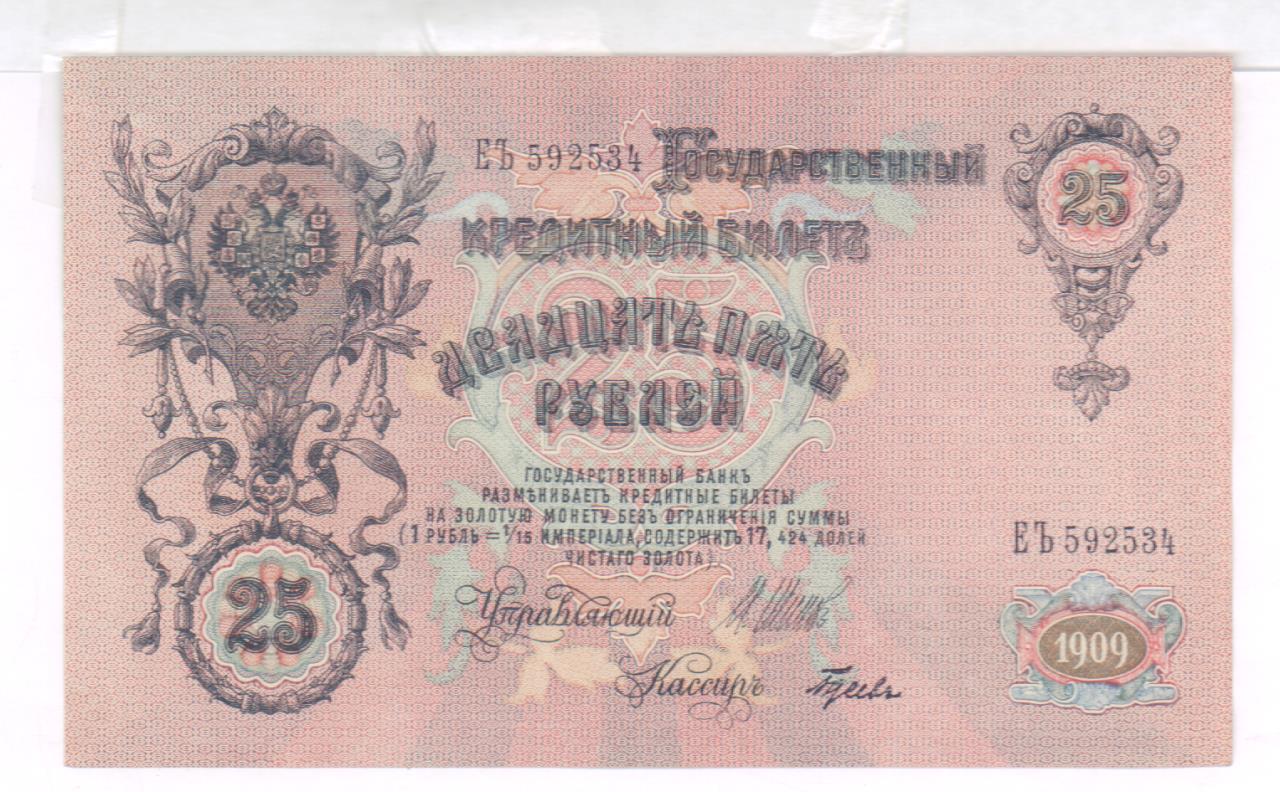 ЕЪ 592534 Государственный
25
кредитный билетъ
двадцать пять
рублей
государственный банкъ
размѣниваетъ кредитные билеты
на золотую монету безъ ограниченія суммы
(1 рубль = 1/15 имперіала, содержитъ 17, 424 долей
чистаго золота)
ЕЪ 592534
25
Управляющій
1909
Кассиръ